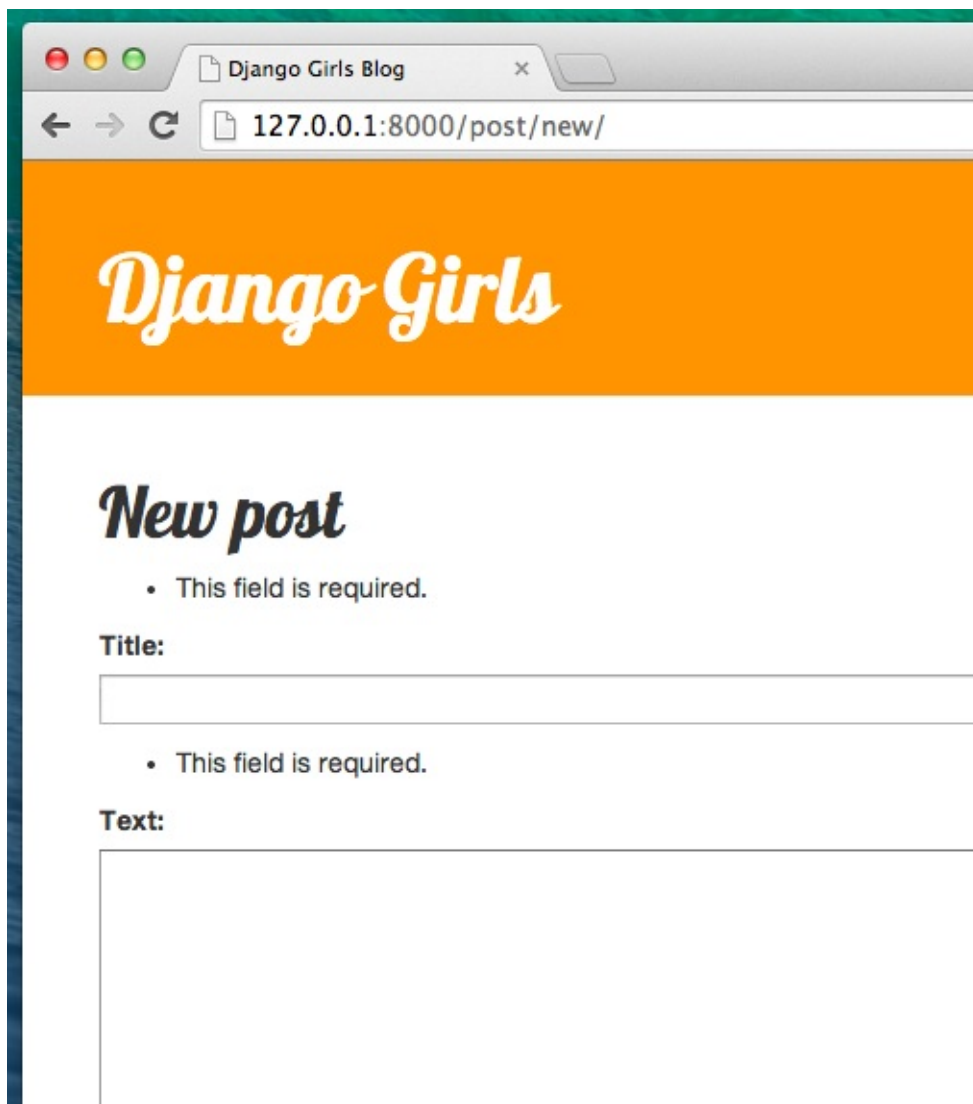 Django Girls Blog
127.0.0.1:8000/post/new/
Django Girls
New post
• This field is required.
Title:
• This field is required.
Text: